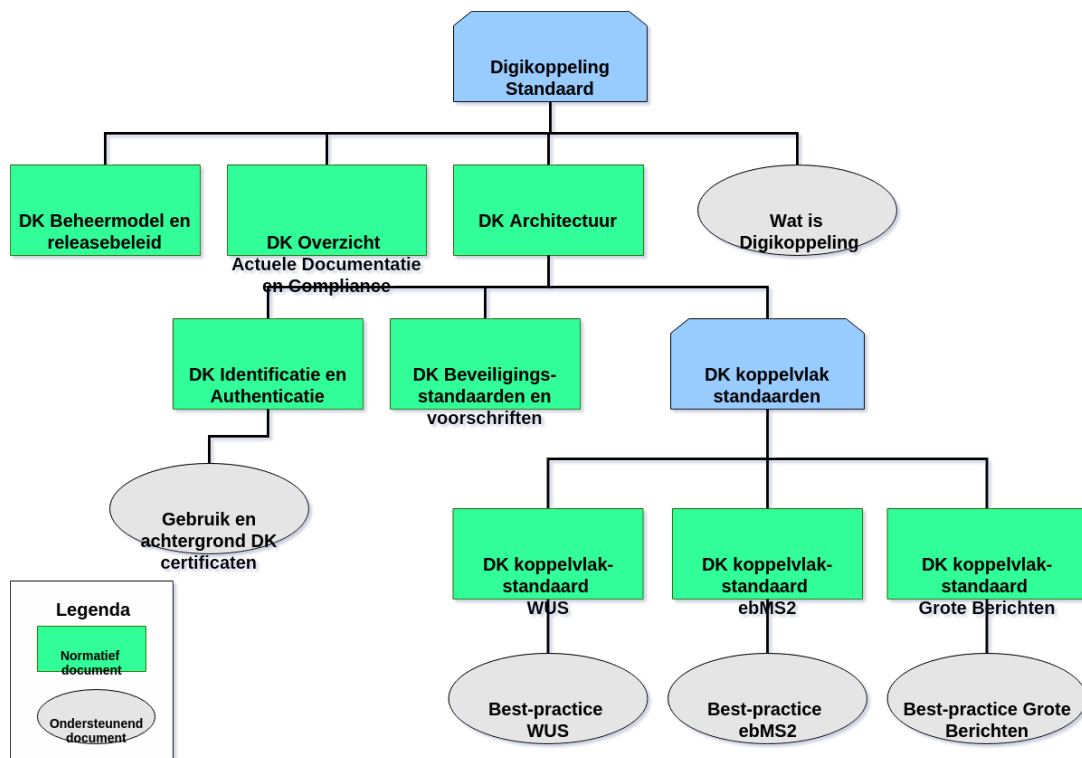 Digikoppeling
Standaard
DK Beheermodel en
releasebeleid
DK Overzicht
Actuele Documentatie
en Compliance
DK Architectuur
Wat is
Digikoppeling
DK Identificatie en
Authenticatie
DK Beveiligings-
standaarden en
voorschriften
DK koppelvlak
standaarden
Gebruik en
achtergrond DK
certificaten
DK koppelvlak-
standaard
WUS
DK koppelvlak-
standaard
ebMS2
DK koppelvlak-
standaard
Grote Berichten
Legenda
Normatief
document
Ondersteunend
document
Best-practice
WUS
Best-practice
ebMS2
Best-practice Grote
Berichten